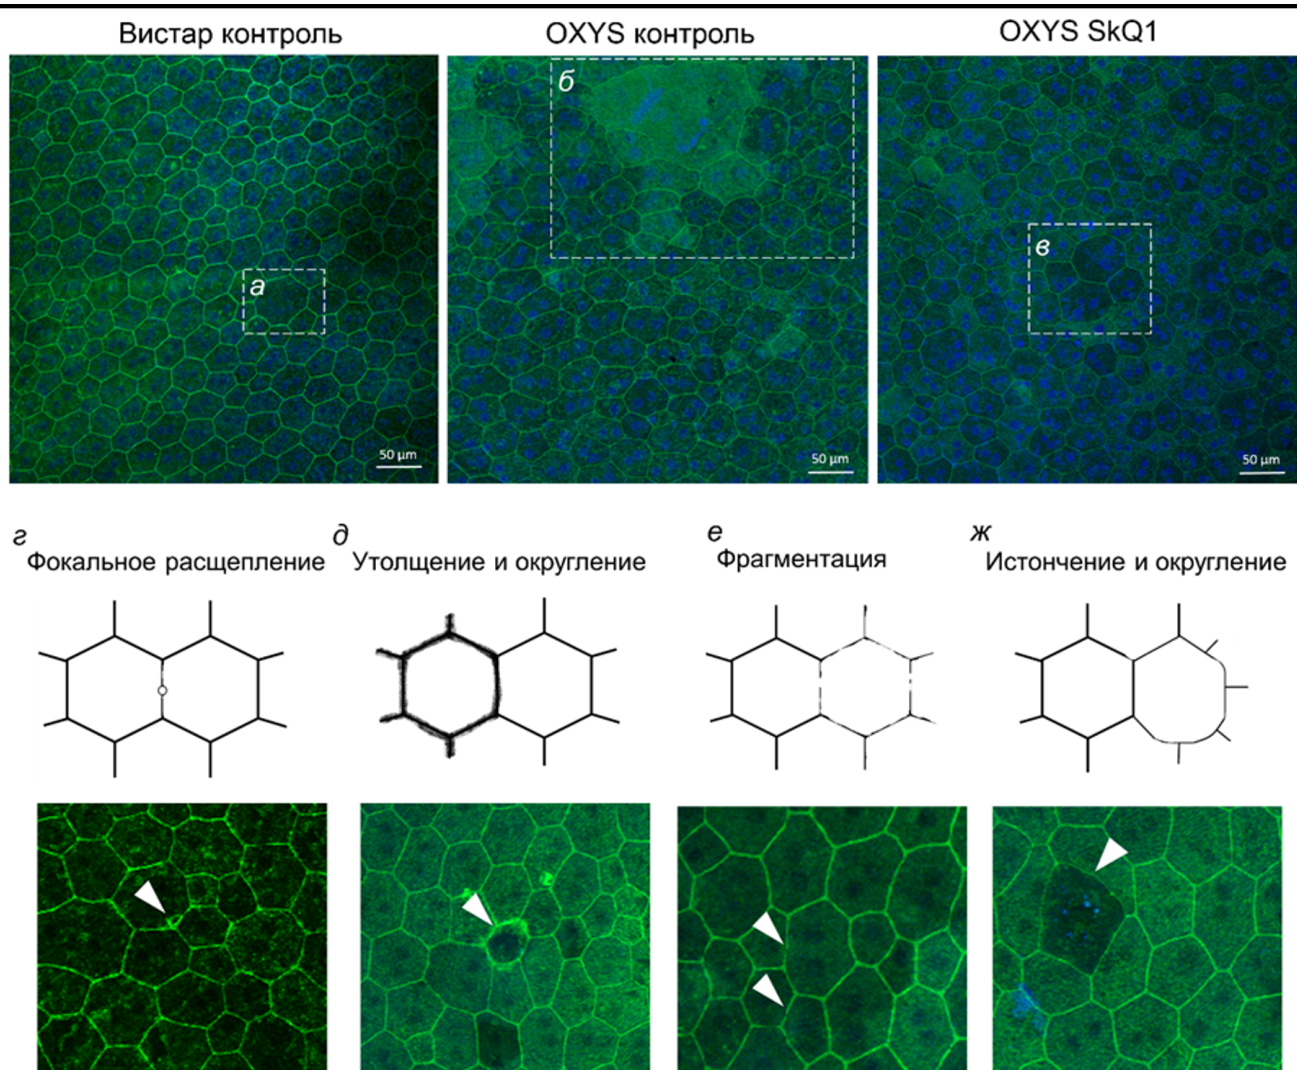 Вистар контроль
OXYS контроль
OXYS SkQ1
а
б
в
50 µm
50 µm
50 µm
г
Фокальное расщепление
д
Утолщение и округление
е
Фрагментация
ж
Истончение и округление